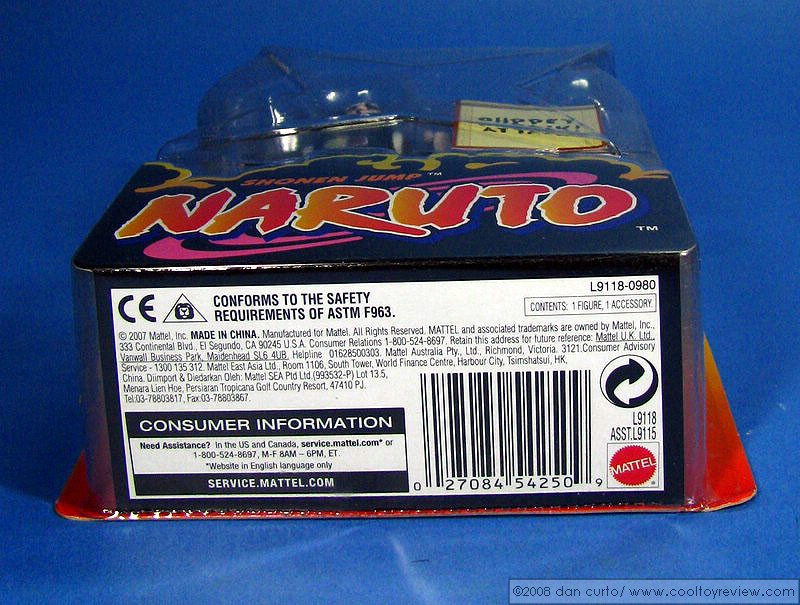 SHONEN JUMP™
NARUTO™
L9118-0980
CE
CONFORMS TO THE SAFETY
REQUIREMENTS OF ASTM F963.
CONTENTS: 1 FIGURE, 1 ACCESSORY.
© 2007 Mattel, Inc. MADE IN CHINA. Manufactured for Mattel. All Rights Reserved. MATTEL and associated trademarks are owned by Mattel, Inc.,
333 Continental Blvd., El Segundo, CA 90245 U.S.A. Consumer Relations 1-800-524-8697. Retain this address for future reference: Mattel U.K. Ltd.,
Vanwall Business Park, Maidenhead SL6 4UB. Helpline 01628500303. Mattel Australia Pty., Ltd., Richmond, Victoria. 3121.Consumer Advisory
Service - 1300 135 312. Mattel East Asia Ltd., Room 1106, South Tower, World Finance Centre, Harbour City, Tsimshatsui, HK,
China. Diimport & Diedarkan Oleh: Mattel SEA Ptd Ltd.(993532-P) Lot 13.5,
Menara Lien Hoe, Persiaran Tropicana Golf Country Resort, 47410 PJ.
Tel:03-78803817, Fax:03-78803867.
CONSUMER INFORMATION
Need Assistance? In the US and Canada, service.mattel.com* or
1-800-524-8697, M-F 8AM – 6PM, ET.
*Website in English language only
SERVICE.MATTEL.COM
0 27084 54250 9
L9118
ASST.L9115
MATTEL®
©2008 dan curto/ www.cooltoyreview.com